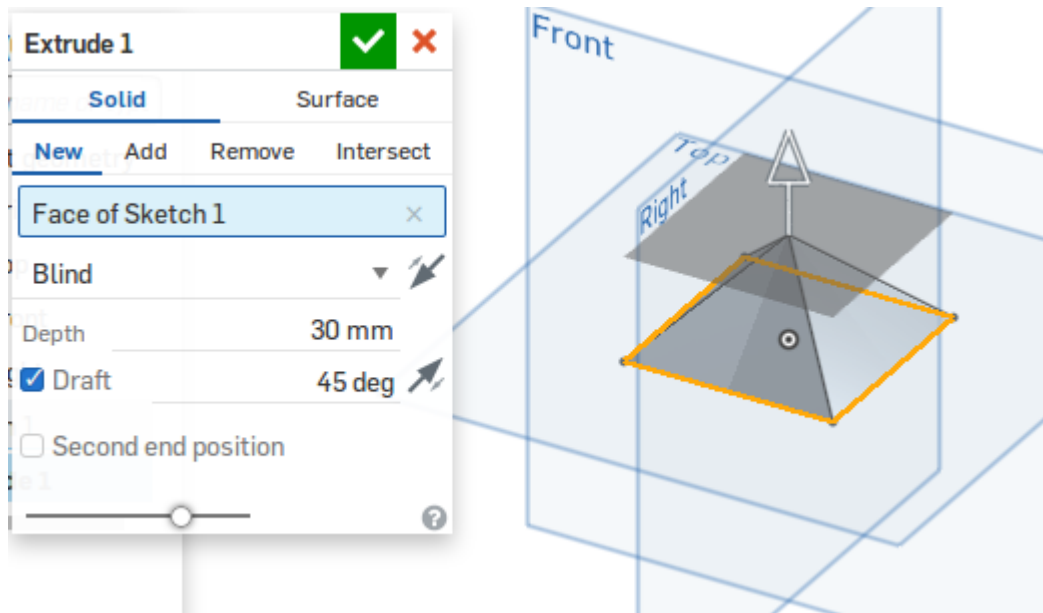 Extrude 1
Solid Surface
New Add Remove Intersect
Face of Sketch 1
Blind
Depth 30 mm
Draft 45 deg
Second end position
Front
Top
Right